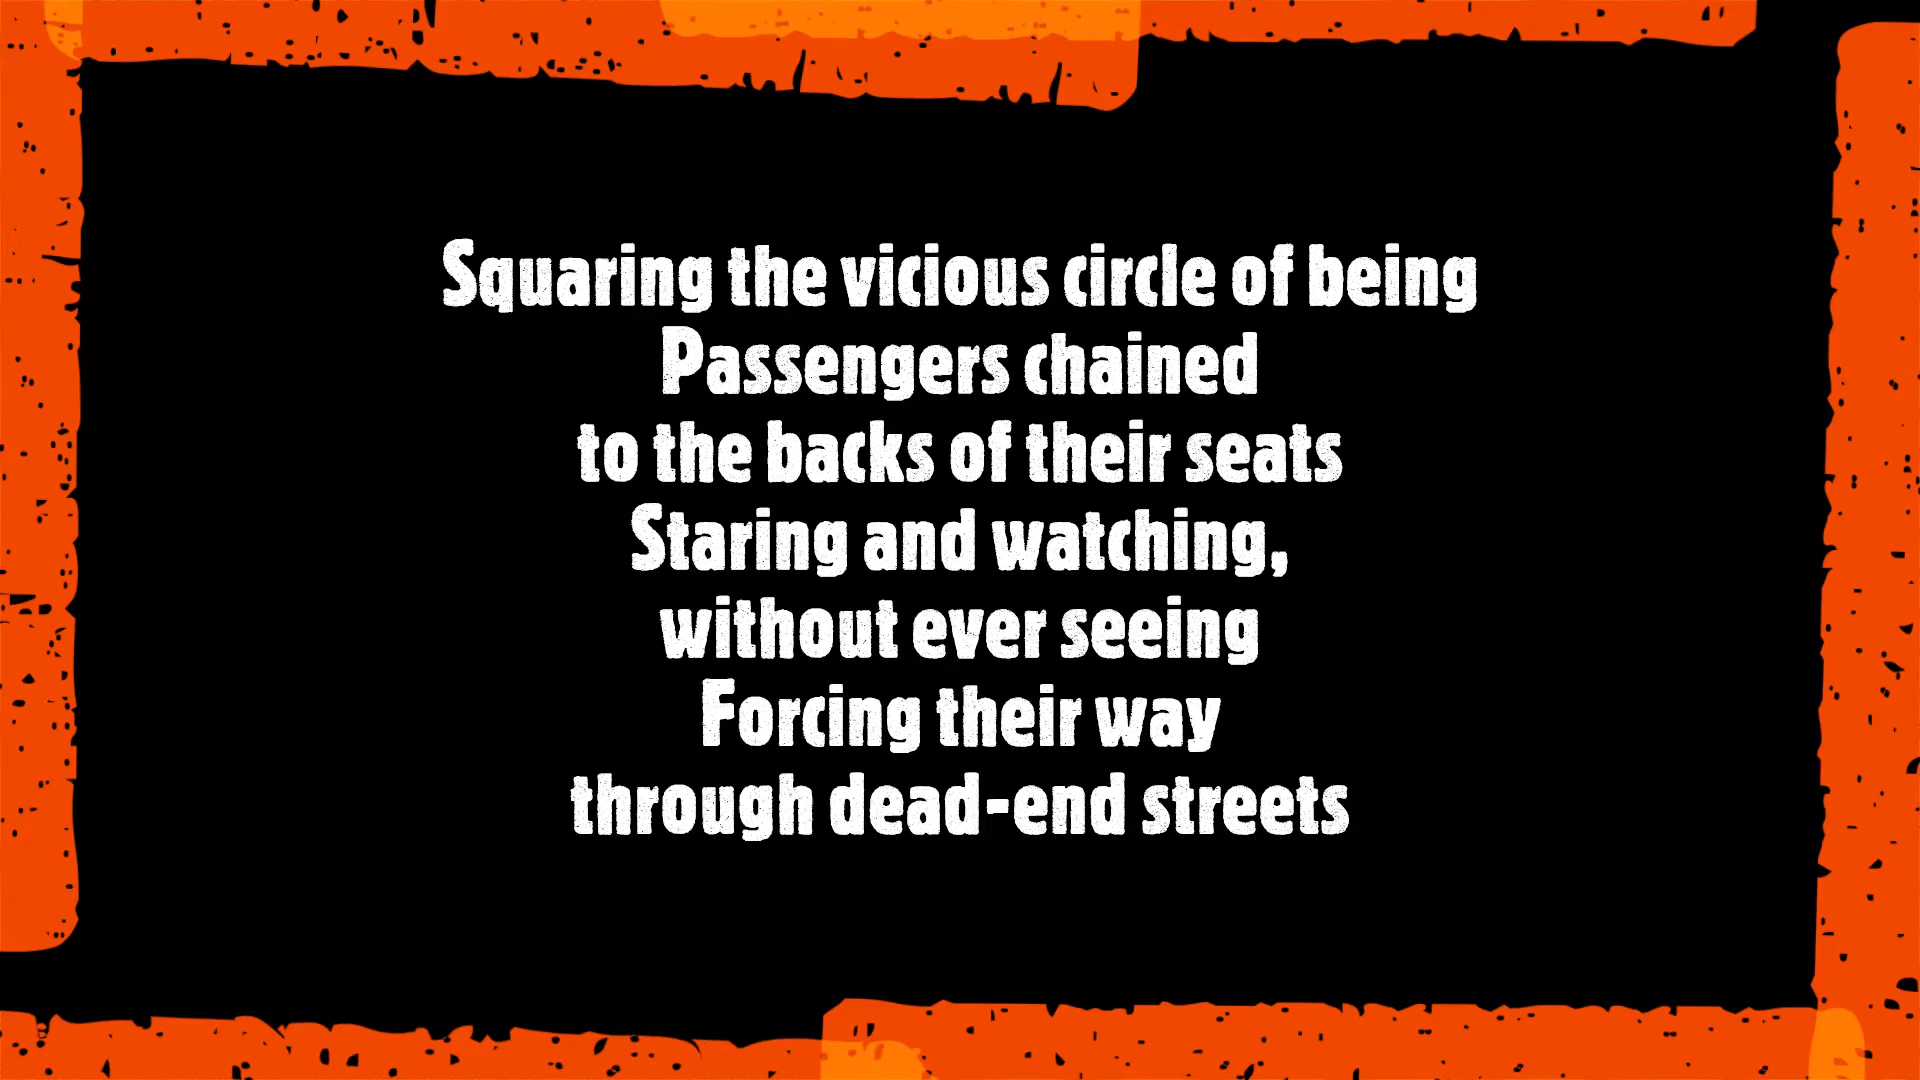 Squaring the vicious circle of being
Passengers chained
to the backs of their seats
Staring and watching,
without ever seeing
Forcing their way
through dead-end streets